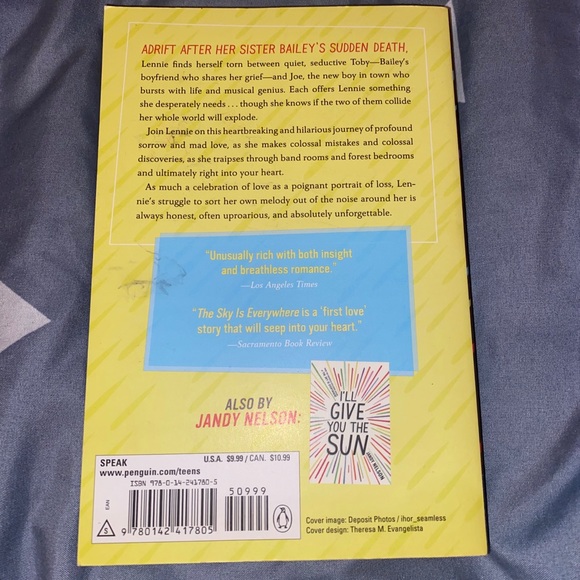 ADRIFT AFTER HER SISTER BAILEY'S SUDDEN DEATH,
Lennie finds herself torn between quiet, seductive Toby—Bailey's
boyfriend who shares her grief—and Joe, the new boy in town who
bursts with life and musical genius. Each offers Lennie something
she desperately needs . . . though she knows if the two of them collide
her whole world will explode.
Join Lennie on this heartbreaking and hilarious journey of profound
sorrow and mad love, as she makes colossal mistakes and colossal
discoveries, as she traipses through band rooms and forest bedrooms
and ultimately right into your heart.
As much a celebration of love as a poignant portrait of loss, Len-
nie's struggle to sort her own melody out of the noise around her is
always honest, often uproarious, and absolutely unforgettable.
"Unusually rich with both insight
and breathless romance."
—Los Angeles Times
"The Sky Is Everywhere is a 'first love'
story that will seep into your heart."
—Sacramento Book Review
ALSO BY
JANDY NELSON:
I'LL
GIVE
YOU THE
SUN
JANDY NELSON
SPEAK
U.S.A. $9.99 / CAN. $10.99
www.penguin.com/teens
ISBN 978-0-14-241780-5
50999
EAN
S
9 780142 417805
Cover image: Deposit Photos / ihor_seamless
Cover design: Theresa M. Evangelista